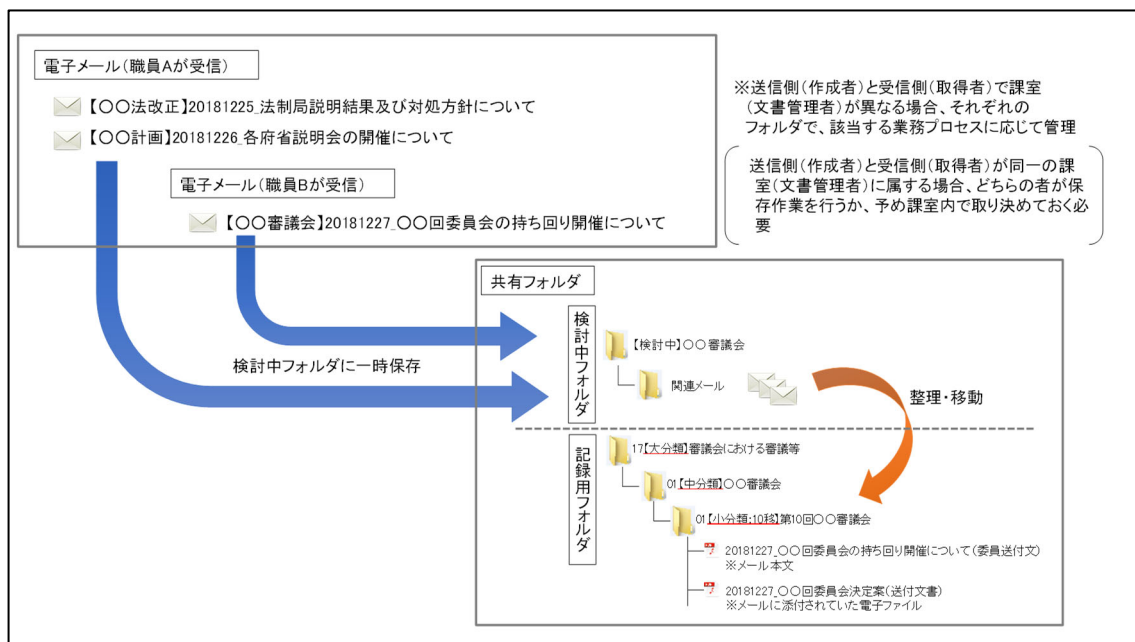 電子メール(職員Aが受信)
【〇〇法改正】20181225_法制局説明結果及び対処方針について
【〇〇計画】20181226_各府省説明会の開催について
電子メール(職員Bが受信)
【〇〇審議会】20181227_〇〇回委員会の持ち回り開催について
※送信側(作成者)と受信側(取得者)で課室
(文書管理者)が異なる場合、それぞれの
フォルダで、該当する業務プロセスに応じて管理
送信側(作成者)と受信側(取得者)が同一の課
室(文書管理者)に属する場合、どちらの者が保
存作業を行うか、予め課室内で取り決めておく必
要
検討中フォルダに一時保存
共有フォルダ
検討中フォルダ
【検討中】〇〇審議会
関連メール
整理・移動
記録用フォルダ
17【大分類】審議会における審議等
01【中分類】〇〇審議会
01【小分類:10移】第10回〇〇審議会
20181227_〇〇回委員会の持ち回り開催について(委員送付文)
※メール本文
20181227_〇〇回委員会決定案(送付文書)
※メールに添付されていた電子ファイル